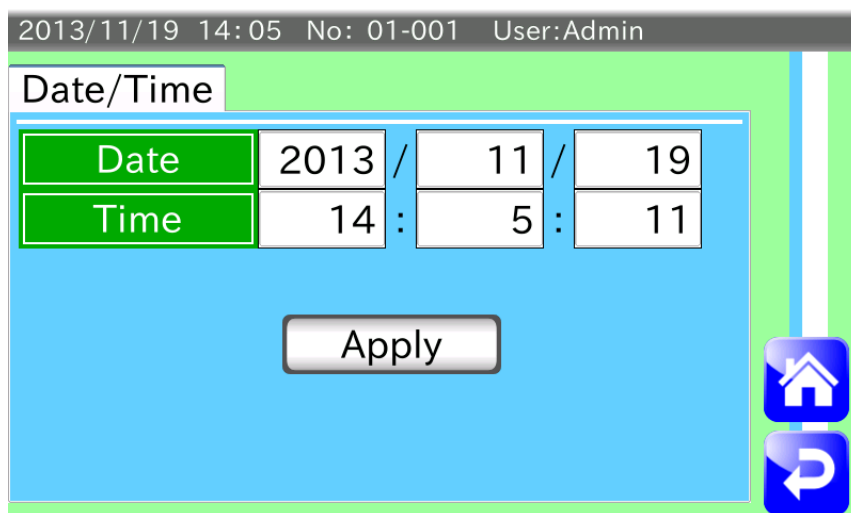 2013/11/19 14:05 No: 01-001 User:Admin
Date/Time
Date 2013 / 11 / 19
Time 14 : 5 : 11
Apply